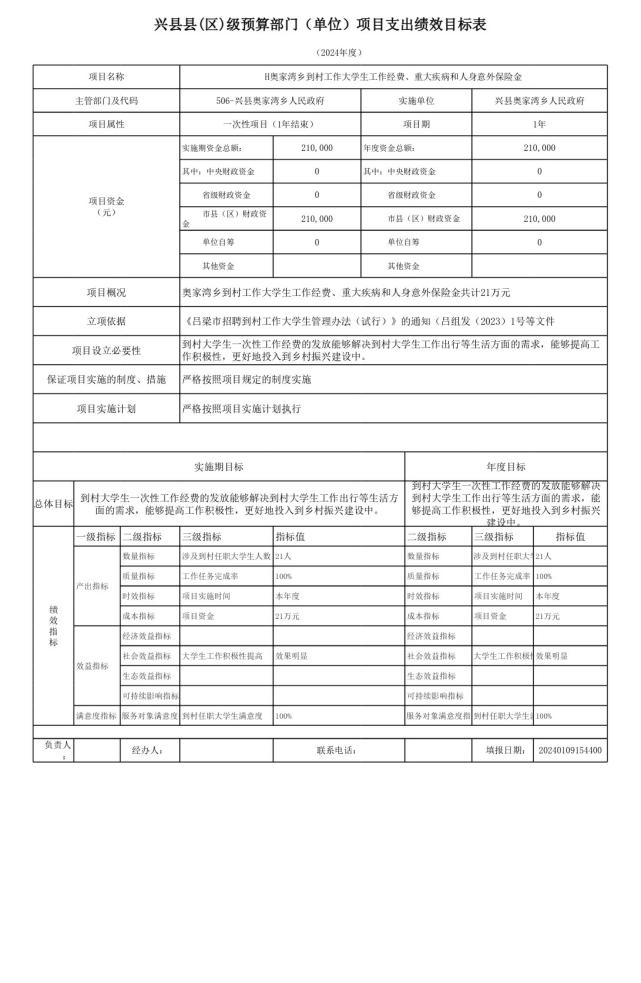 兴县县(区)级预算部门（单位）项目支出绩效目标表
（2024年度）
项目名称 H奥家湾乡到村工作大学生工作经费、重大疾病和人身意外保险金
主管部门及代码 506-兴县奥家湾乡人民政府 实施单位 兴县奥家湾乡人民政府
项目属性 一次性项目（1年结束） 项目期 1年
项目资金
（元）
实施期资金总额: 210,000 年度资金总额: 210,000
其中: 中央财政资金 0 其中: 中央财政资金 0
省级财政资金 0 省级财政资金 0
市县（区）财政资
金 210,000 市县（区）财政资金 210,000
单位自筹 0 单位自筹 0
其他资金 其他资金
项目概况 奥家湾乡到村工作大学生工作经费、重大疾病和人身意外保险金共计21万元
立项依据 《吕梁市招聘到村工作大学生管理办法（试行）》的通知（吕组发（2023）1号等文件
项目设立必要性 到村大学生一次性工作经费的发放能够解决到村大学生工作出行等生活方面的需求，能够提高工
作积极性，更好地投入到乡村振兴建设中。
保证项目实施的制度、措施 严格按照项目规定的制度实施
项目实施计划 严格按照项目实施计划执行
实施期目标 年度目标
总体目标
到村大学生一次性工作经费的发放能够解决到村大学生工作出行等生活方
面的需求，能够提高工作积极性，更好地投入到乡村振兴建设中。
到村大学生一次性工作经费的发放能够解决
到村大学生工作出行等生活方面的需求，能
够提高工作积极性，更好地投入到乡村振兴
建设中。
绩效指标
一级指标 二级指标 三级指标 指标值 二级指标 三级指标 指标值
产出指标
数量指标 涉及到村任职大学生人数 21人 数量指标 涉及到村任职大 21人
质量指标 工作任务完成率 100% 质量指标 工作任务完成率 100%
时效指标 项目实施时间 本年度 时效指标 项目实施时间 本年度
成本指标 项目资金 21万元 成本指标 项目资金 21万元
效益指标
经济效益指标 经济效益指标
社会效益指标 大学生工作积极性提高 效果明显 社会效益指标 大学生工作积极 效果明显
生态效益指标 生态效益指标
可持续影响指标 可持续影响指标
满意度指标 服务对象满意度 到村任职大学生满意度 100% 服务对象满意度指 到村任职大学生 100%
负责人
: 经办人: 联系电话: 填报日期: 20240109154400